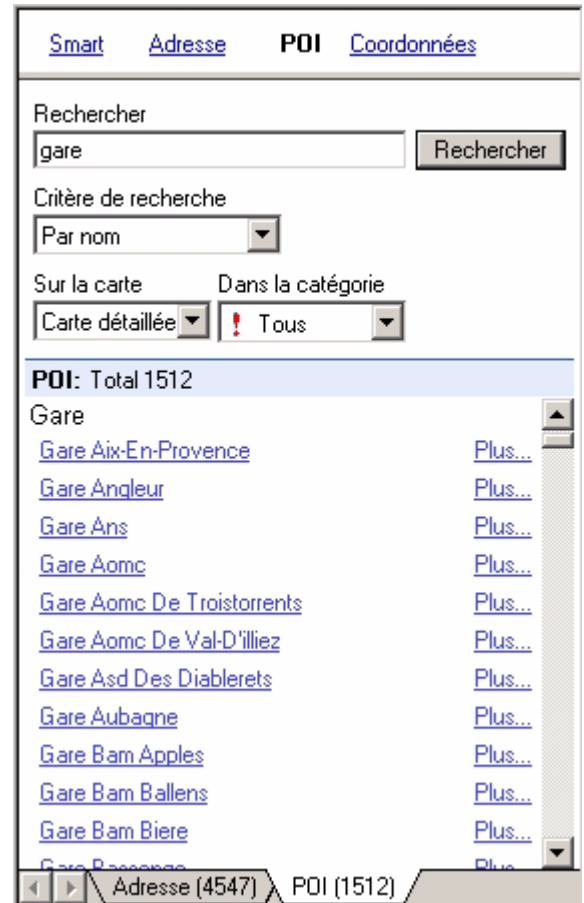 Smart Adresse POI Coordonnées
Rechercher
gare Rechercher
Critère de recherche
Par nom
Sur la carte Dans la catégorie
Carte détaillée ! Tous
POI: Total 1512
Gare
Gare Aix-En-Provence Plus...
Gare Angleur Plus...
Gare Ans Plus...
Gare Aomc Plus...
Gare Aomc De Troistorrents Plus...
Gare Aomc De Val-D'illiez Plus...
Gare Asd Des Diablerets Plus...
Gare Aubagne Plus...
Gare Bam Apples Plus...
Gare Bam Ballens Plus...
Gare Bam Biere Plus...
Gare Plus...
Adresse (4547) POI (1512)